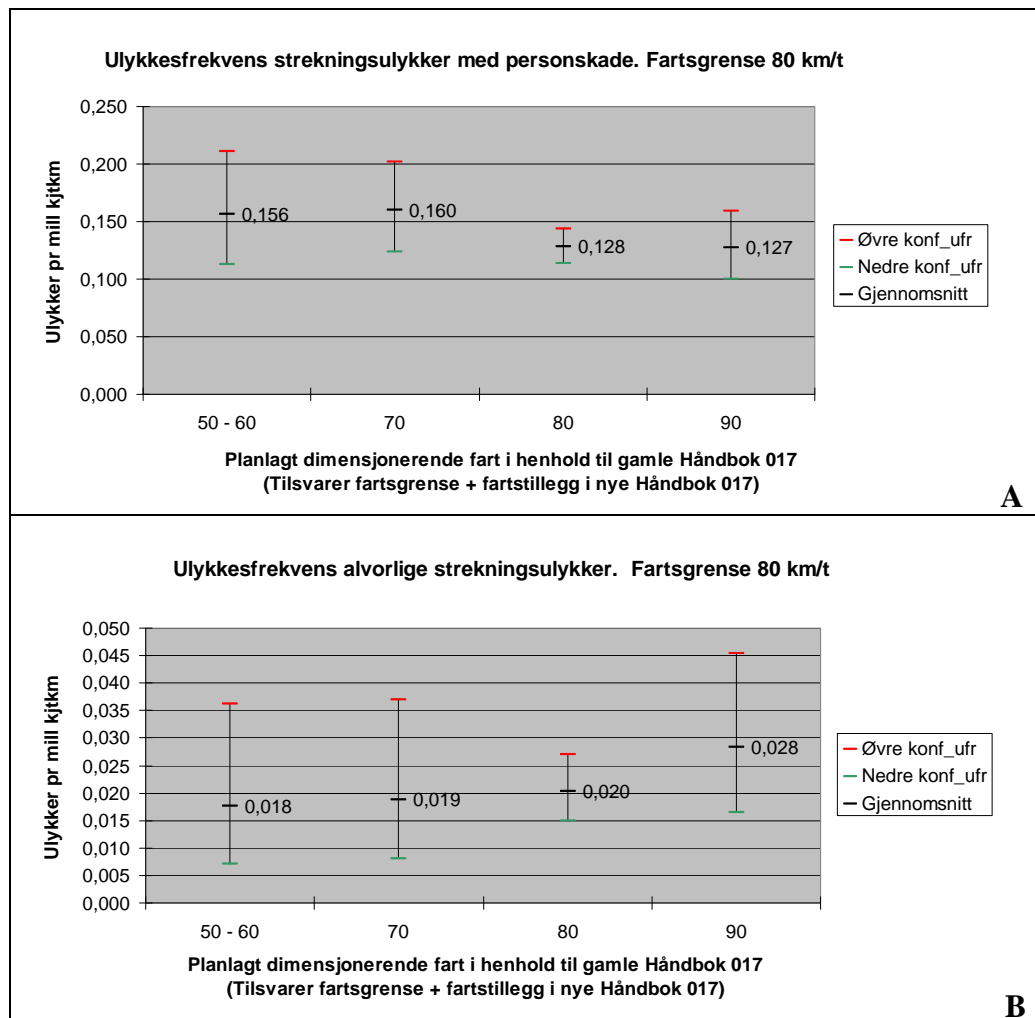 Ulykkesfrekvens strekningsulykker med personskade. Fartsgrense 80 km/t
Ulykker pr mill kjtkm
0,250
0,200
0,150
0,100
0,050
0,000
0,156
0,160
0,128
0,127
50 - 60
70
80
90
Øvre konf_ufr
Nedre konf_ufr
Gjennomsnitt
Planlagt dimensjonerende fart i henhold til gamle Håndbok 017
(Tilsvarer fartsgrense + fartstillegg i nye Håndbok 017)
A
Ulykkesfrekvens alvorlige strekningsulykker. Fartsgrense 80 km/t
Ulykker pr mill kjtkm
0,050
0,045
0,040
0,035
0,030
0,025
0,020
0,015
0,010
0,005
0,000
0,018
0,019
0,020
0,028
50 - 60
70
80
90
Øvre konf_ufr
Nedre konf_ufr
Gjennomsnitt
Planlagt dimensjonerende fart i henhold til gamle Håndbok 017
(Tilsvarer fartsgrense + fartstillegg i nye Håndbok 017)
B